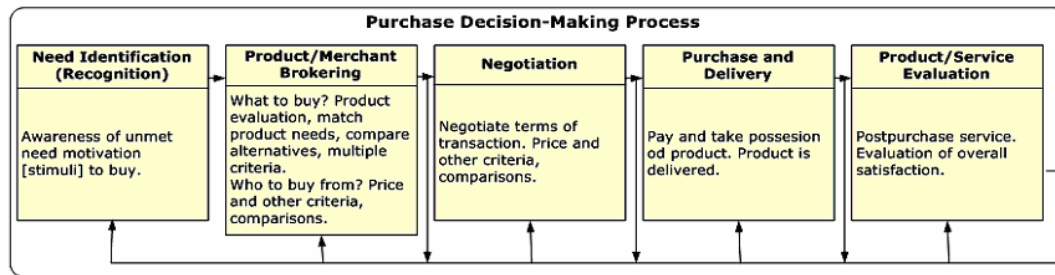 Purchase Decision-Making Process
Need Identification
(Recognition)
Awareness of unmet
need motivation
[stimuli] to buy.
Product/Merchant
Brokering
What to buy? Product
evaluation, match
product needs, compare
alternatives, multiple
criteria.
Who to buy from? Price
and other criteria,
comparisons.
Negotiation
Negotiate terms of
transaction. Price and
other criteria,
comparisons.
Purchase and
Delivery
Pay and take possesion
od product. Product is
delivered.
Product/Service
Evaluation
Postpurchase service.
Evaluation of overall
satisfaction.